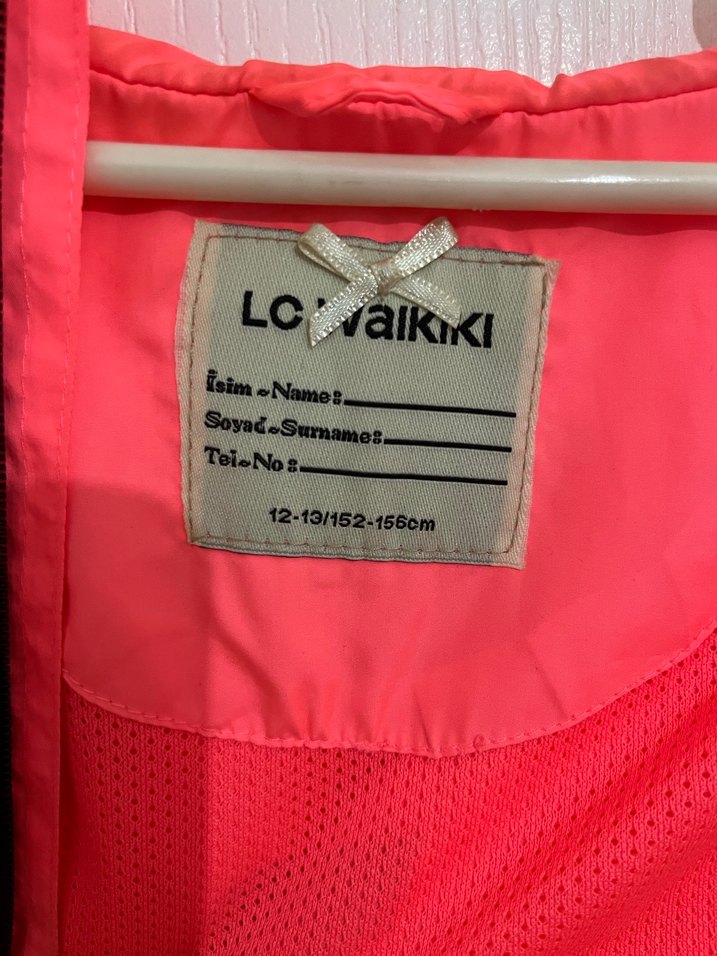 LC Waikiki
İsim~Name:
Soyad~Surname:
Tel~No:
12-13/152-156cm